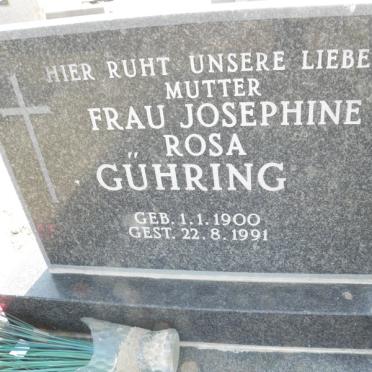 HIER RUHT UNSERE LIEBE
MUTTER
FRAU JOSEPHINE
ROSA
GÜHRING
GEB. 1.1.1900
GEST. 22.8.1991